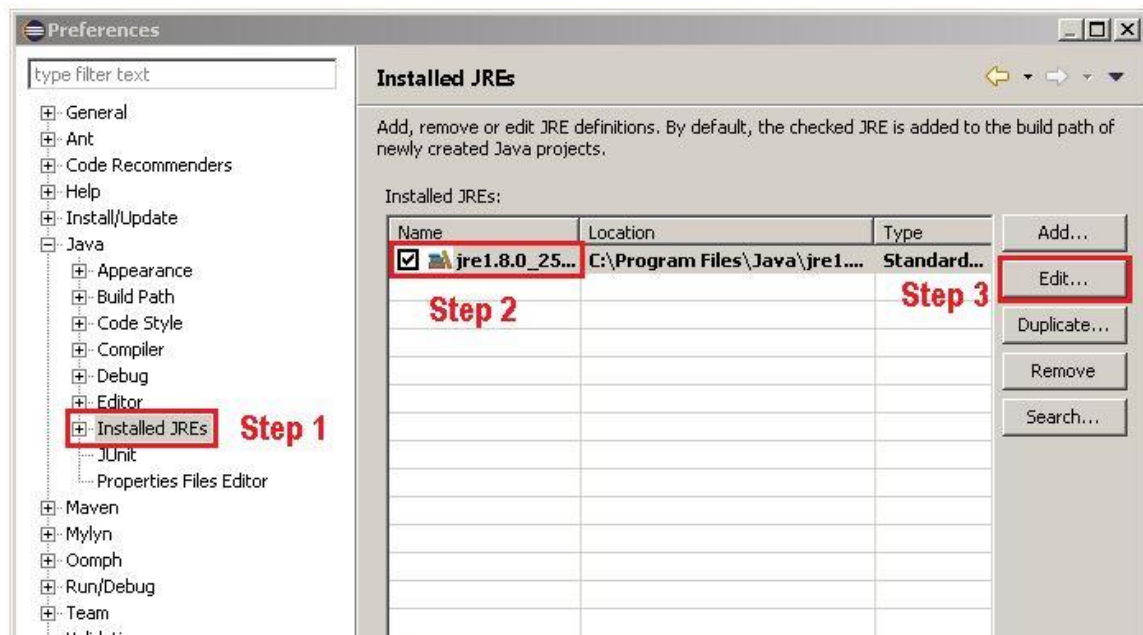 Preferences
type filter text
General
Ant
Code Recommenders
Help
Install/Update
Java
Appearance
Build Path
Code Style
Compiler
Debug
Editor
Installed JREs
Step 1
JUnit
Properties Files Editor
Maven
Mylyn
Oomph
Run/Debug
Team
Installed JREs
Add, remove or edit JRE definitions. By default, the checked JRE is added to the build path of
newly created Java projects.
Installed JREs:
Name Location Type
jre1.8.0_25... C:\Program Files\Java\jre1.... Standard...
Step 2
Step 3
Add...
Edit...
Duplicate...
Remove
Search...